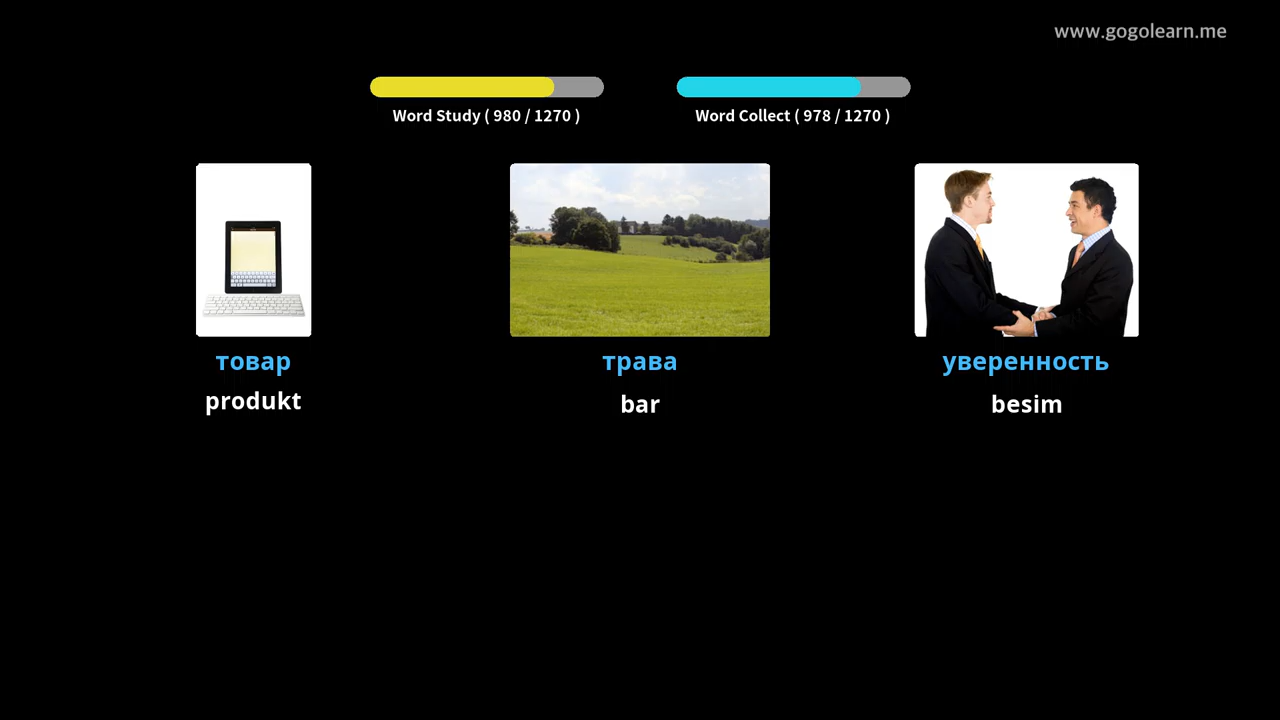 www.gogolearn.me
Word Study ( 980 / 1270 )
Word Collect ( 978 / 1270 )
товар
трава
уверенность
produkt
bar
besim